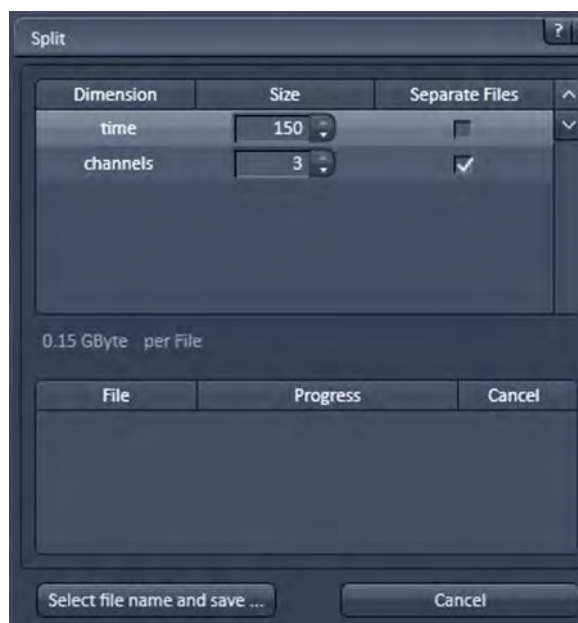 Split ?
Dimension Size Separate Files
time 150
channels 3
0.15 GByte per File
File Progress Cancel
Select file name and save ... Cancel